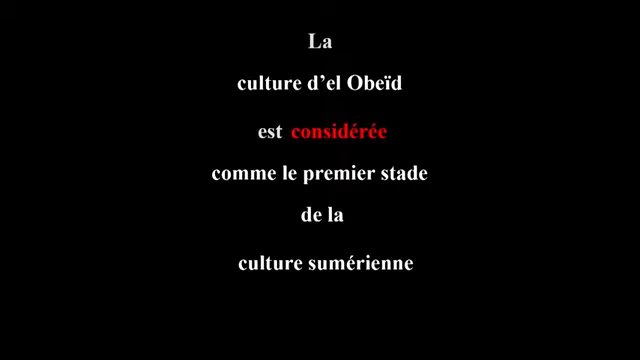 La
culture d’el Obeïd
est considérée
comme le premier stade
de la
culture sumérienne